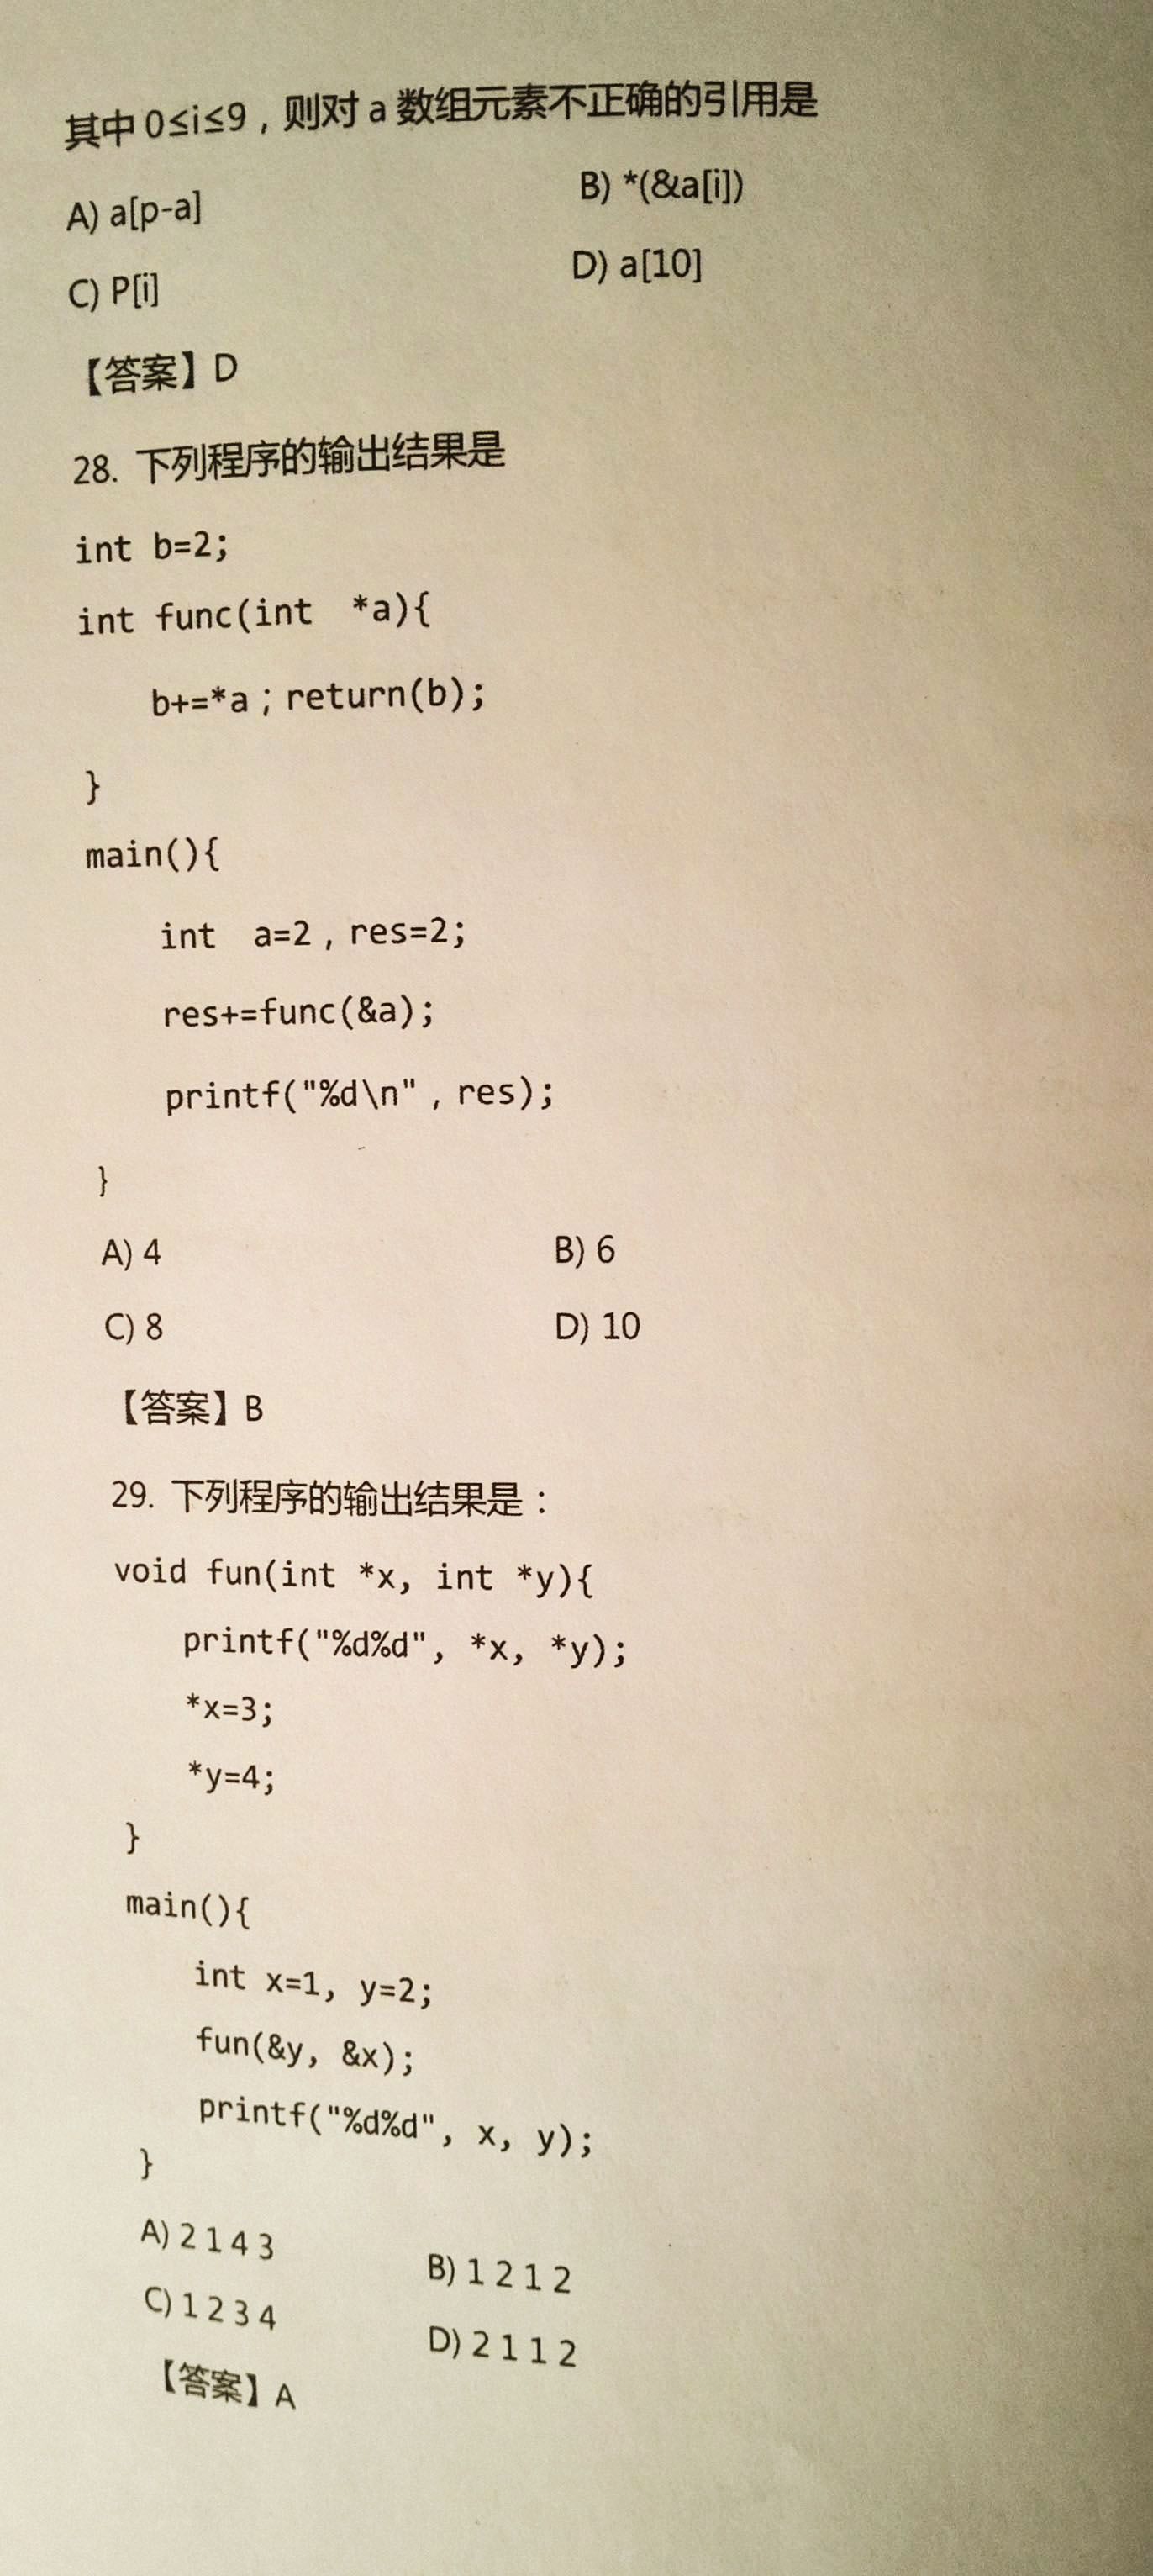 其中 0≤i≤9，则对 a 数组元素不正确的引用是
A) a[p-a] B) *(&a[i])
C) P[i] D) a[10]
【答案】D
28. 下列程序的输出结果是
int b=2;
int func(int *a){
b+=*a；return(b);
}
main(){
int a=2，res=2;
res+=func(&a);
printf("%d\n"，res);
}
A) 4 B) 6
C) 8 D) 10
【答案】B
29. 下列程序的输出结果是：
void fun(int *x, int *y){
printf("%d%d", *x, *y);
*x=3;
*y=4;
}
main(){
int x=1, y=2;
fun(&y, &x);
printf("%d%d", x, y);
}
A) 2 1 4 3 B) 1 2 1 2
C) 1 2 3 4 D) 2 1 1 2
【答案】A